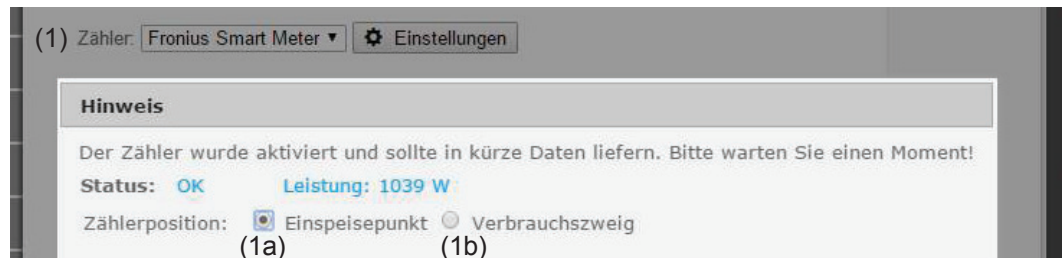 (1) Zähler: Fronius Smart Meter ▼ Einstellungen
Hinweis
Der Zähler wurde aktiviert und sollte in kürze Daten liefern. Bitte warten Sie einen Moment!
Status: OK Leistung: 1039 W
Zählerposition: Einspeisepunkt Verbrauchszweig
(1a) (1b)